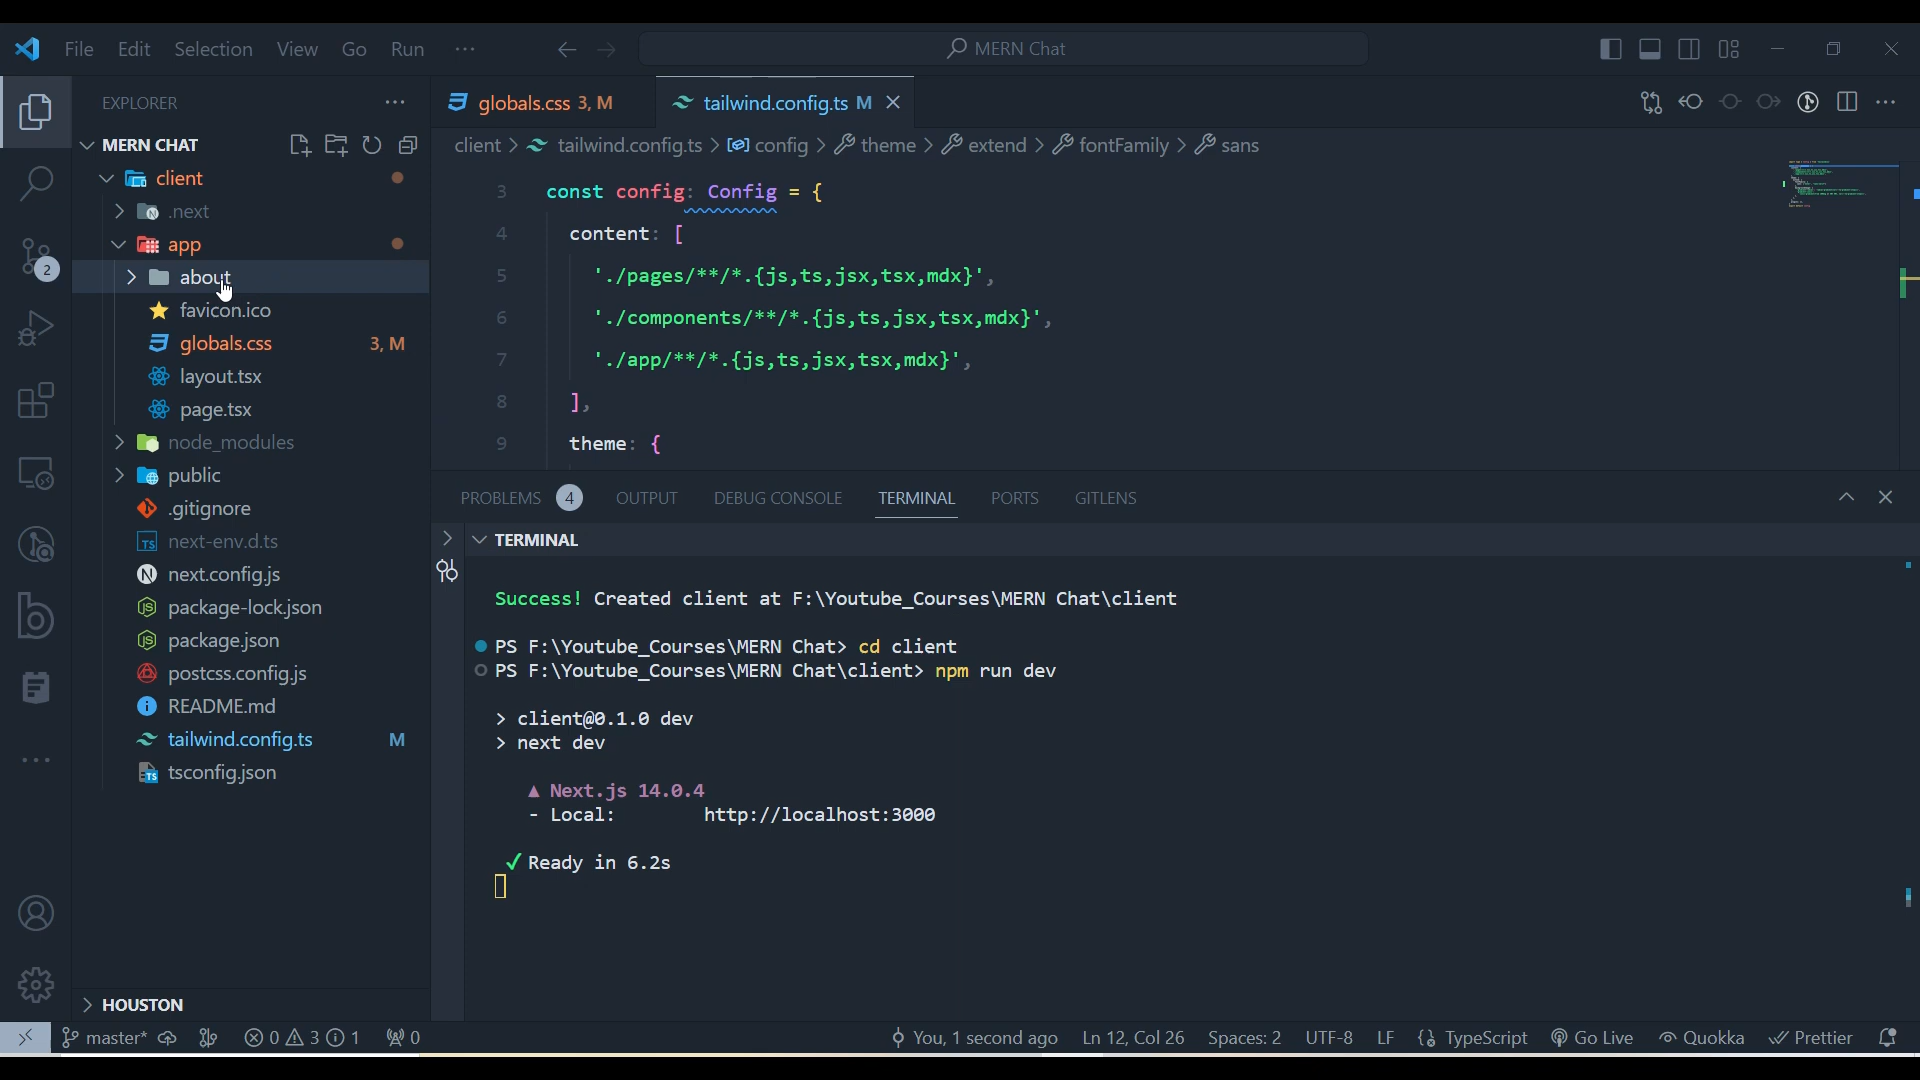 File Edit Selection View Go Run ···
MERN Chat
EXPLORER
MERN CHAT
client
.next
app
about
favicon.ico
globals.css 3, M
layout.tsx
page.tsx
node_modules
public
.gitignore
next-env.d.ts
next.config.js
package-lock.json
package.json
postcss.config.js
README.md
tailwind.config.ts M
tsconfig.json
HOUSTON
2
globals.css 3, M
tailwind.config.ts M
client > tailwind.config.ts > config > theme > extend > fontFamily > sans
3 const config: Config = {
4 content: [
5 './pages/**/*.{js,ts,jsx,tsx,mdx}',
6 './components/**/*.{js,ts,jsx,tsx,mdx}',
7 './app/**/*.{js,ts,jsx,tsx,mdx}',
8 ],
9 theme: {
PROBLEMS 4 OUTPUT DEBUG CONSOLE TERMINAL PORTS GITLENS
TERMINAL
Success! Created client at F:\Youtube_Courses\MERN Chat\client
PS F:\Youtube_Courses\MERN Chat> cd client
PS F:\Youtube_Courses\MERN Chat\client> npm run dev
> client@0.1.0 dev
> next dev
▲ Next.js 14.0.4
- Local: http://localhost:3000
✓ Ready in 6.2s
master* 0 3 1 0 You, 1 second ago Ln 12, Col 26 Spaces: 2 UTF-8 LF TypeScript Go Live Quokka Prettier